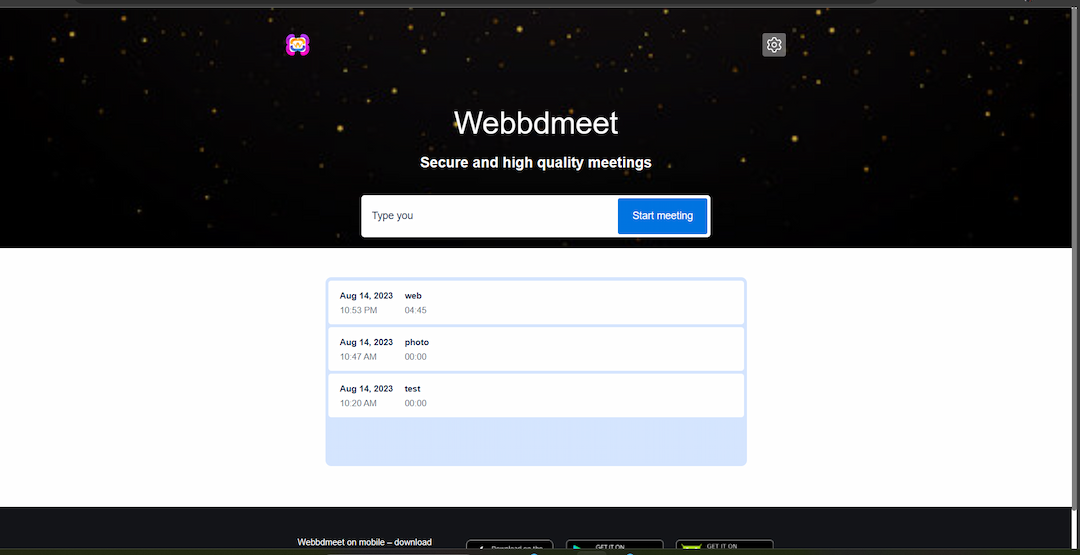 Webbdmeet
Secure and high quality meetings
Type you
Start meeting
Aug 14, 2023 web
10:53 PM 04:45
Aug 14, 2023 photo
10:47 AM 00:00
Aug 14, 2023 test
10:20 AM 00:00
Webbdmeet on mobile – download
Download on the
GET IT ON
GET IT ON